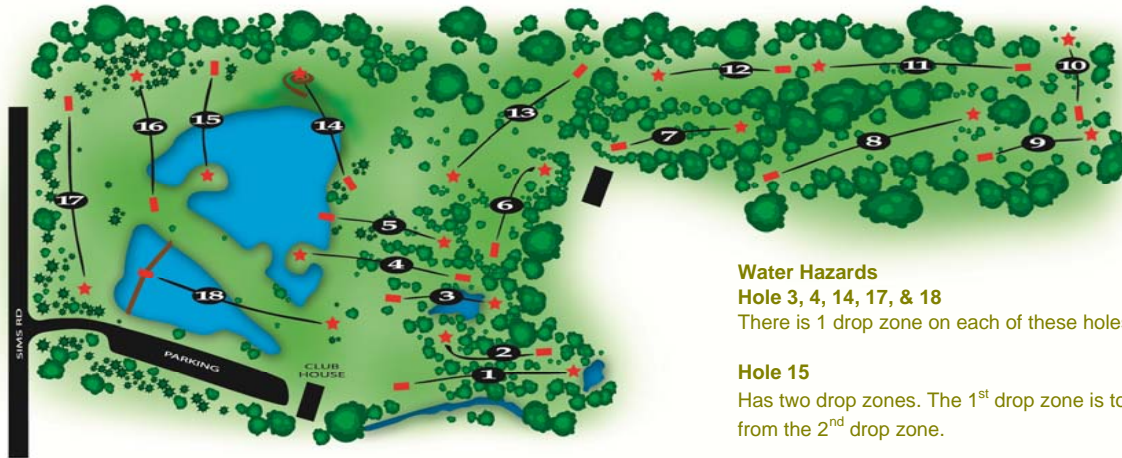 10
12
11
13
15
14
16
7
8
9
6
17
5
4
18
3
2
1
SIMS RD
PARKING
CLUB
HOUSE
Water Hazards
Hole 3, 4, 14, 17, & 18
There is 1 drop zone on each of these holes
Hole 15
Has two drop zones. The 1st drop zone is to
from the 2nd drop zone.